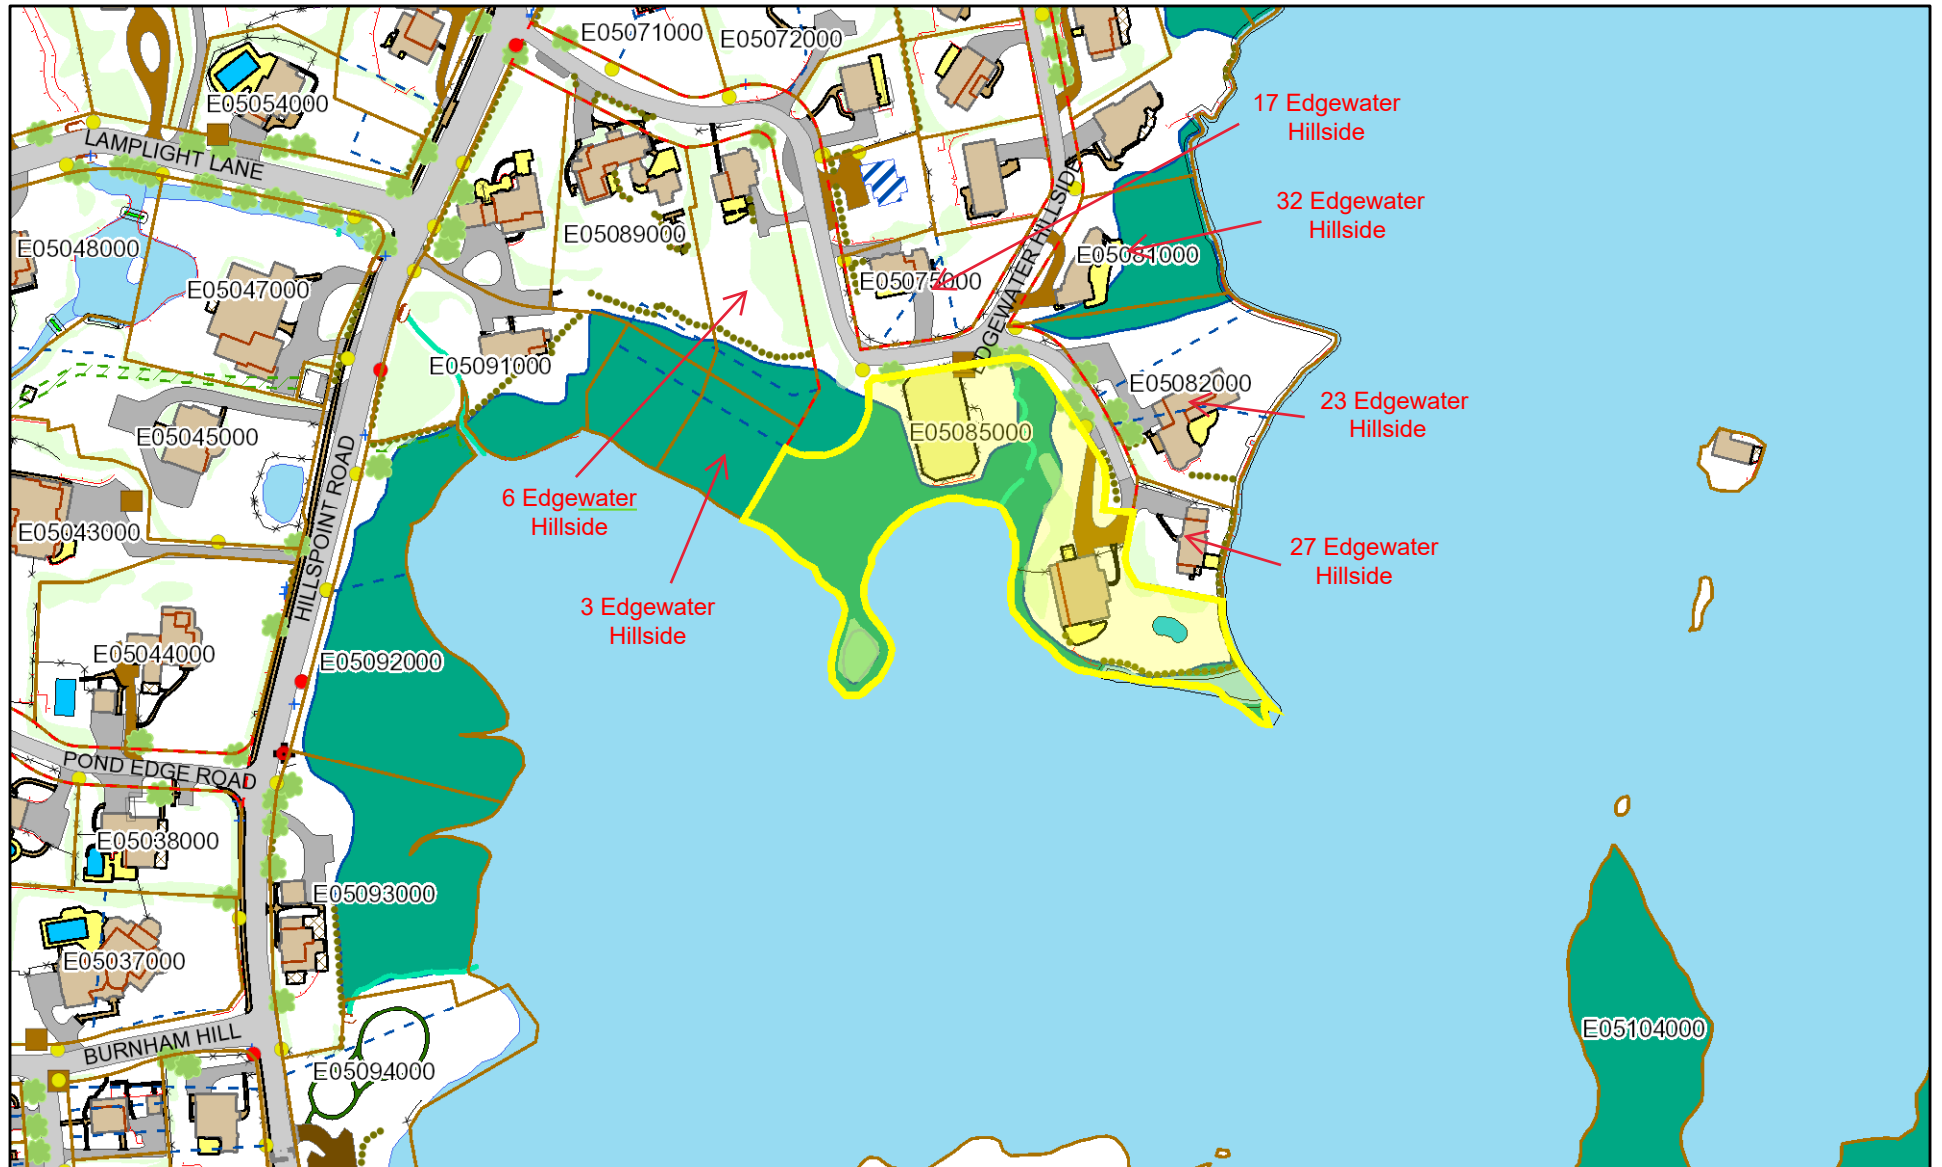 E05071000
E05072000
E05054000
17 Edgewater
Hillside
LAMPLIGHT LANE
32 Edgewater
Hillside
E05048000
E05089000
EDGEWATER HILLSIDE
E05081000
E05047000
E05075000
E05091000
E05082000
23 Edgewater
Hillside
E05045000
E05085000
HILLSPOINT ROAD
6 Edgewater
Hillside
E05043000
27 Edgewater
Hillside
3 Edgewater
Hillside
E05044000
E05092000
POND EDGE ROAD
E05038000
E05093000
E05037000
E05104000
BURNHAM HILL
E05094000